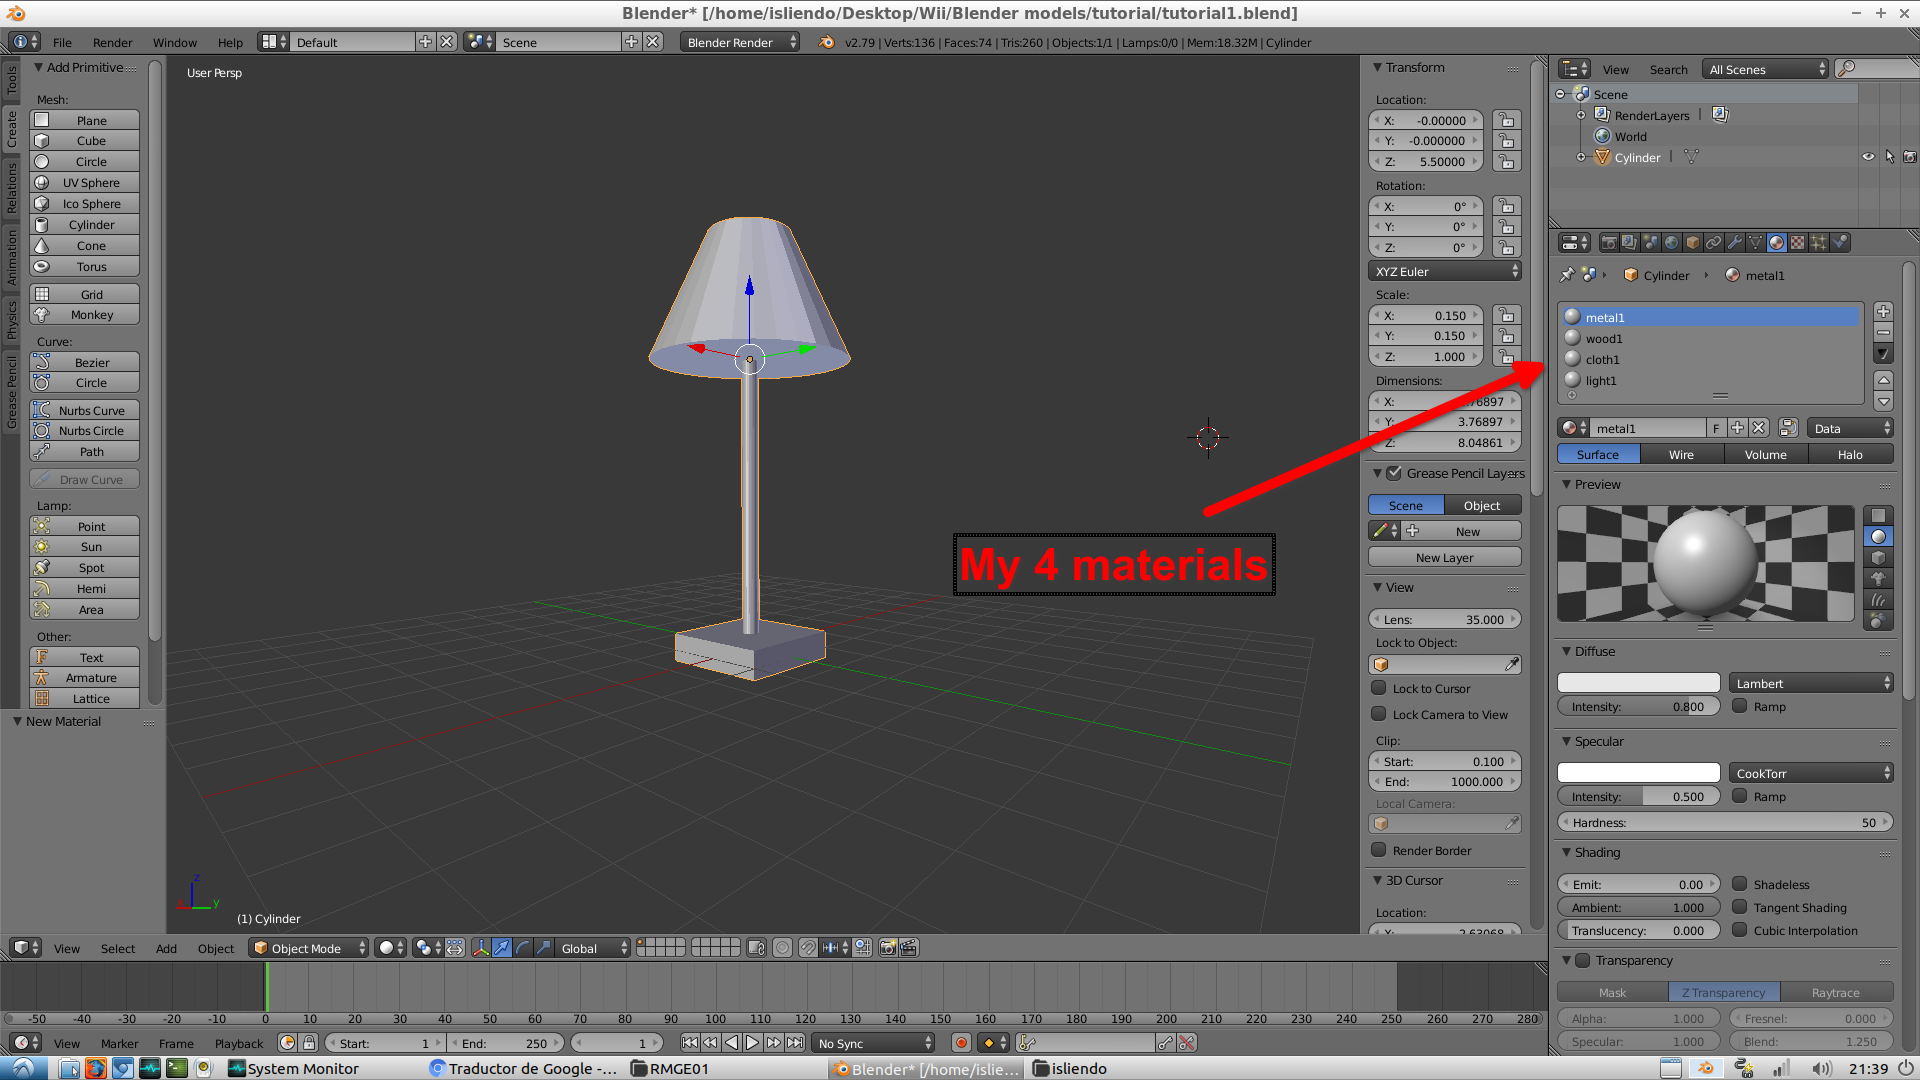 Blender* [/home/isliendo/Desktop/Wii/Blender models/tutorial/tutorial1.blend]
File Render Window Help Default Scene Blender Render v2.79 | Verts:136 | Faces:74 | Tris:260 | Objects:1/1 | Lamps:0/0 | Mem:18.32M | Cylinder
Tools
Create
Relations
Animation
Physics
Grease Pencil
Add Primitive
Mesh:
Plane
Cube
Circle
UV Sphere
Ico Sphere
Cylinder
Cone
Torus
Grid
Monkey
Curve:
Bezier
Circle
Nurbs Curve
Nurbs Circle
Path
Draw Curve
Lamp:
Point
Sun
Spot
Hemi
Area
Other:
Text
Armature
Lattice
New Material
User Persp
My 4 materials
z
x y
(1) Cylinder
Transform
Location:
X: -0.00000
Y: -0.000000
Z: 5.50000
Rotation:
X: 0°
Y: 0°
Z: 0°
XYZ Euler
Scale:
X: 0.150
Y: 0.150
Z: 1.000
Dimensions:
X: .76897
Y: 3.76897
Z: 8.04861
Grease Pencil Layers
Scene Object
New
New Layer
View
Lens: 35.000
Lock to Object:
Lock to Cursor
Lock Camera to View
Clip:
Start: 0.100
End: 1000.000
Local Camera:
Render Border
3D Cursor
Location:
X: 2.63068
View Search All Scenes
Scene
RenderLayers |
World
Cylinder |
Cylinder metal1
metal1
wood1
cloth1
light1
metal1 F Data
Surface Wire Volume Halo
Preview
Diffuse
Lambert
Intensity: 0.800 Ramp
Specular
CookTorr
Intensity: 0.500 Ramp
Hardness: 50
Shading
Emit: 0.00 Shadeless
Ambient: 1.000 Tangent Shading
Translucency: 0.000 Cubic Interpolation
Transparency
Mask Z Transparency Raytrace
Alpha: 1.000 Fresnel: 0.000
Specular: 1.000 Blend: 1.250
View Select Add Object Object Mode Global
-50 -40 -30 -20 -10 0 10 20 30 40 50 60 70 80 90 100 110 120 130 140 150 160 170 180 190 200 210 220 230 240 250 260 270 280
View Marker Frame Playback Start: 1 End: 250 1 No Sync
System Monitor Traductor de Google -... RMGE01 Blender* [/home/islie... isliendo 21:39